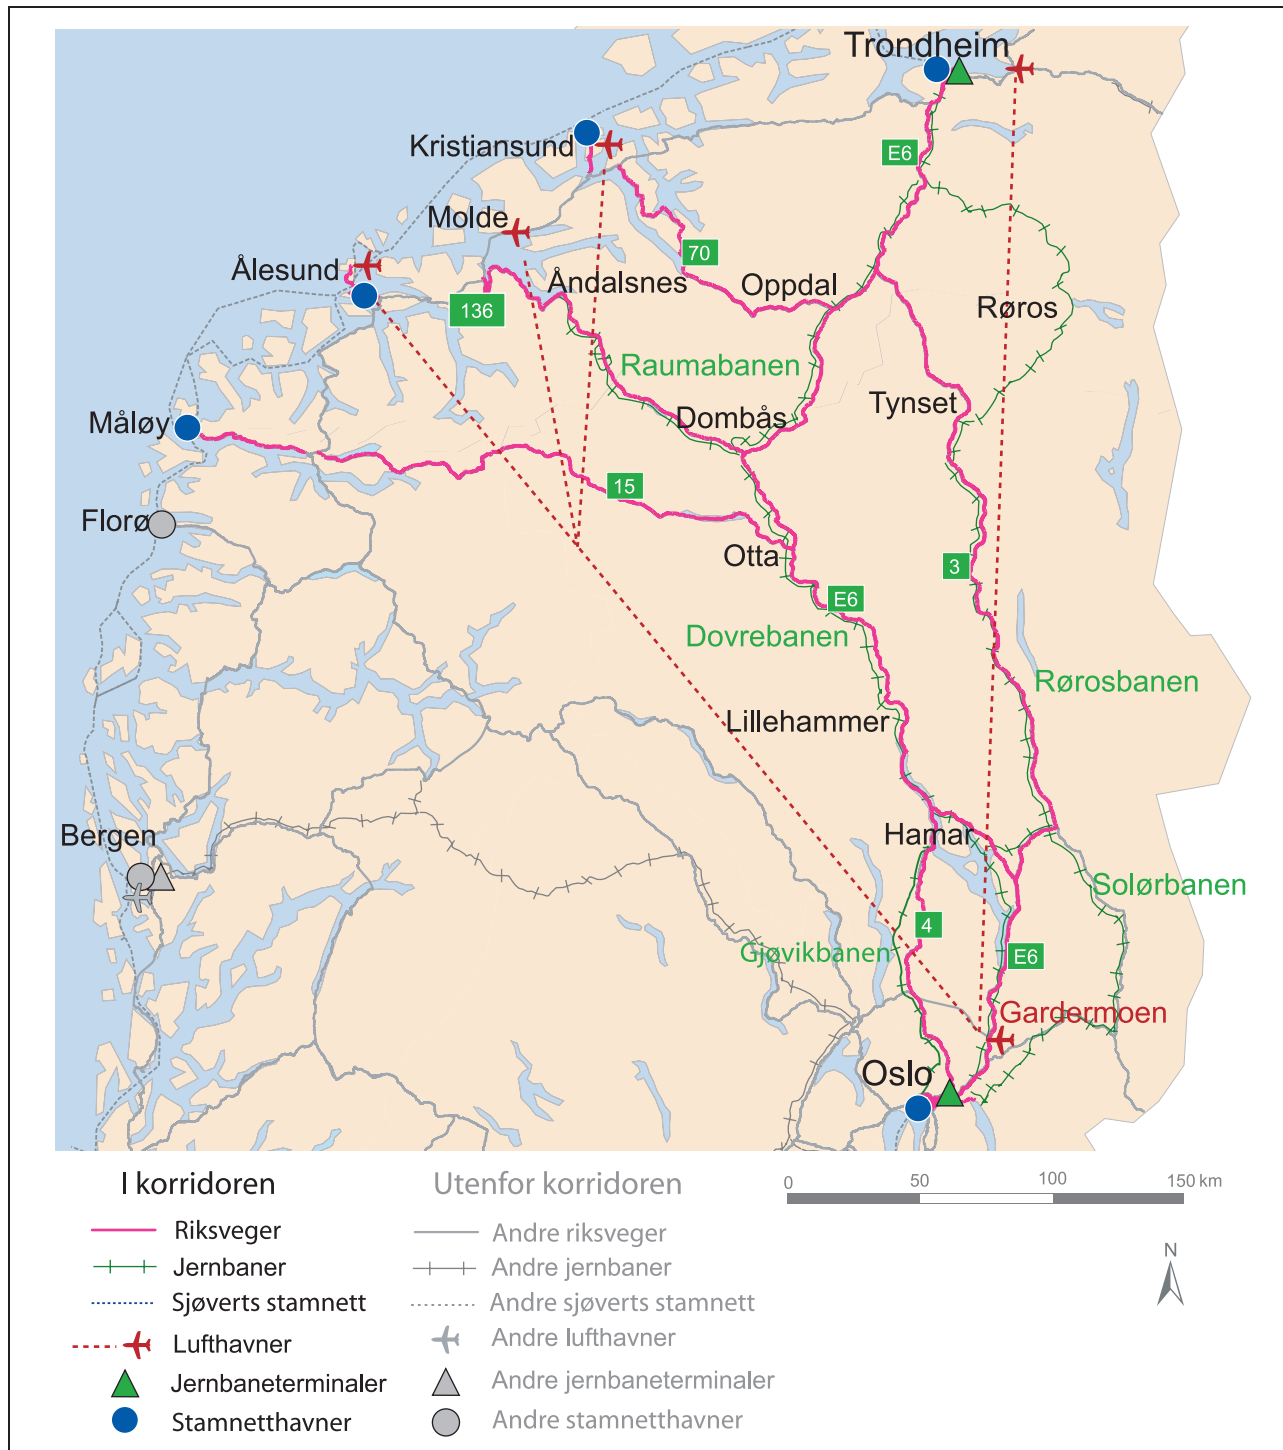 Trondheim
Kristiansund
E6
Molde
70
Ålesund
Åndalsnes
Oppdal
136
Røros
Raumabanen
Tynset
Dombås
Måløy
15
Florø
Otta
3
E6
Dovrebanen
Rørosbanen
Lillehammer
Bergen
Hamar
Solørbanen
4
Gjøvikbanen
E6
Gardermoen
Oslo
I korridoren
Utenfor korridoren
0 50 100 150 km
Riksveger
Andre riksveger
Jernbaner
Andre jernbaner
N
Sjøverts stamnett
Andre sjøverts stamnett
Lufthavner
Andre lufthavner
Jernbaneterminaler
Andre jernbaneterminaler
Stamnetthavner
Andre stamnetthavner